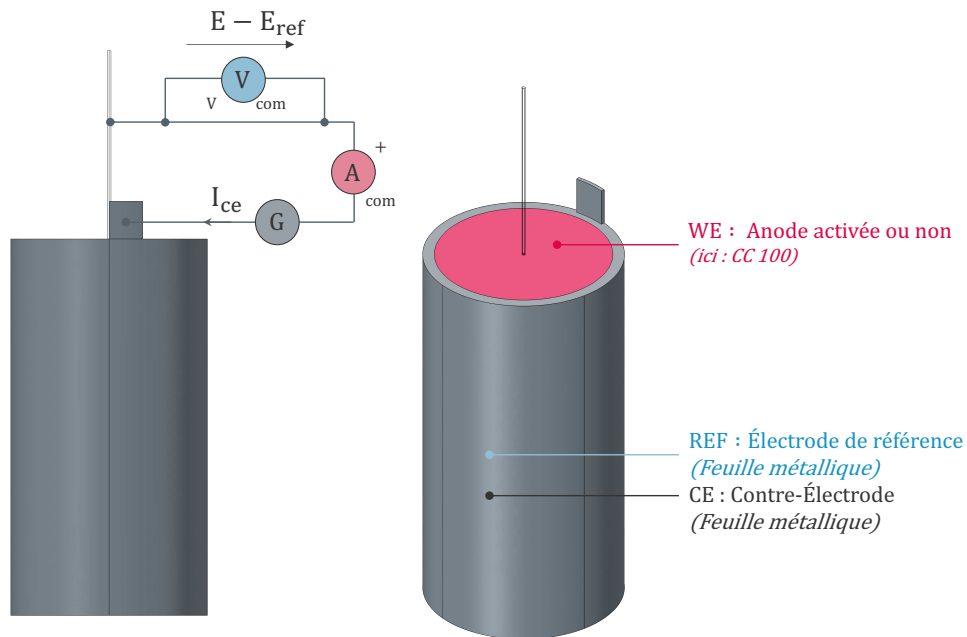 E − E_ref
V
V
com
+
A
com
I_ce
G
WE : Anode activée ou non
(ici : CC 100)
REF : Électrode de référence
(Feuille métallique)
CE : Contre-Électrode
(Feuille métallique)